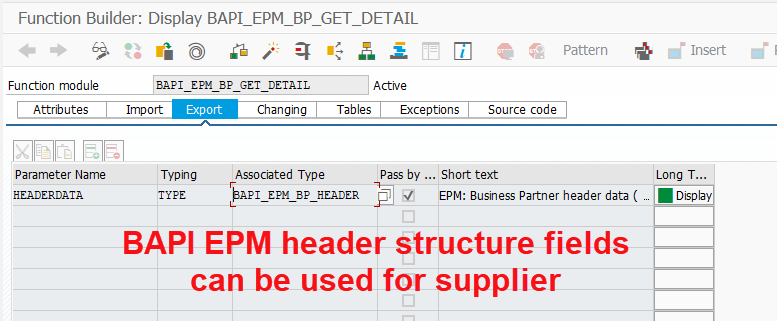 Function Builder: Display BAPI_EPM_BP_GET_DETAIL
Pattern Insert
Function module BAPI_EPM_BP_GET_DETAIL Active
Attributes Import Export Changing Tables Exceptions Source code
Parameter Name Typing Associated Type Pass by ... Short text Long T...
HEADERDATA TYPE BAPI_EPM_BP_HEADER EPM: Business Partner header data ( ... Display
BAPI EPM header structure fields
can be used for supplier